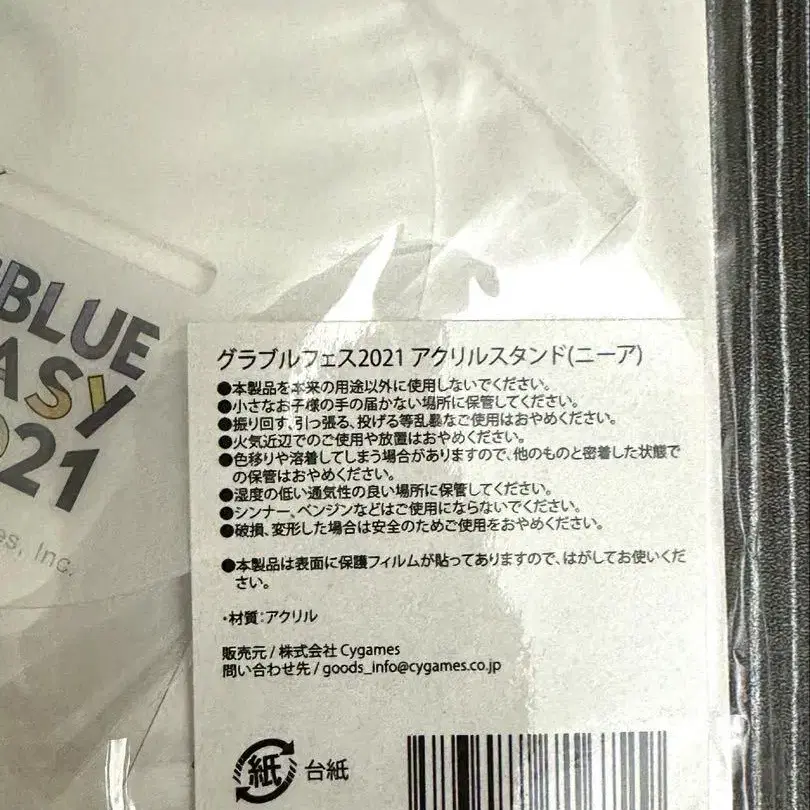 BLUE
ASY
021
es, Inc.
グラブルフェス2021 アクリルスタンド(ニーア)
●本製品を本来の用途以外に使用しないでください。
●小さなお子様の手の届かない場所に保管してください。
●振り回す、引っ張る、投げる等乱暴なご使用はおやめください。
●火気近辺でのご使用や放置はおやめください。
●色移りや溶着してしまう場合がありますので、他のものと密着した状態で
の保管はおやめください。
●湿度の低い通気性の良い場所に保管してください。
●シンナー、ベンジンなどはご使用にならないでください。
●破損、変形した場合は安全のためご使用をおやめください。
●本製品は表面に保護フィルムが貼ってありますので、はがしてお使いくだ
さい。
・材質:アクリル
販売元 / 株式会社 Cygames
問い合わせ先 / goods_info@cygames.co.jp
紙 台紙